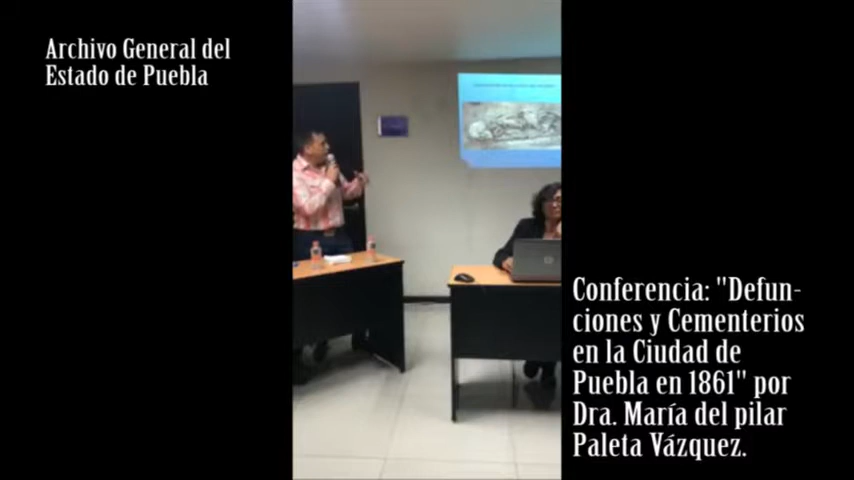 Archivo General del
Estado de Puebla
Conferencia: "Defun-
ciones y Cementerios
en la Ciudad de
Puebla en 1861" por
Dra. María del pilar
Paleta Vázquez.